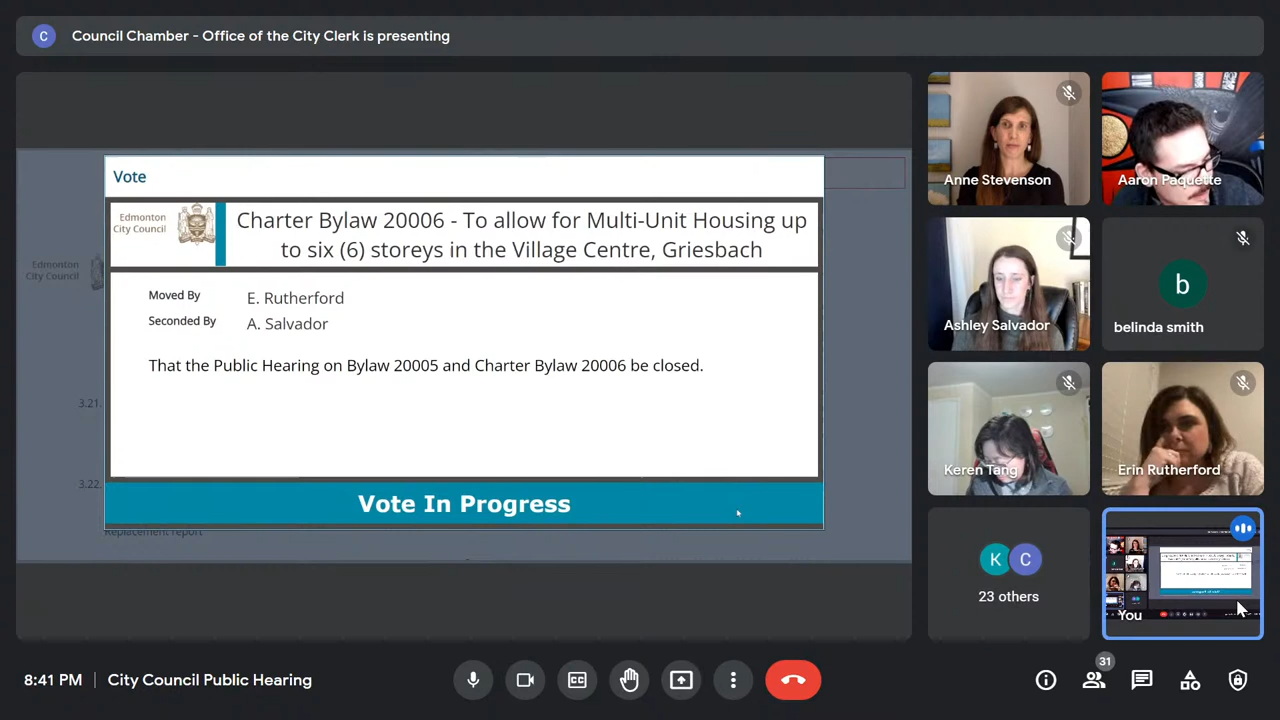 C
Council Chamber - Office of the City Clerk is presenting
Vote
Edmonton
City Council
Charter Bylaw 20006 - To allow for Multi-Unit Housing up
to six (6) storeys in the Village Centre, Griesbach
Edmonton
City Council
Moved By E. Rutherford
Seconded By A. Salvador
That the Public Hearing on Bylaw 20005 and Charter Bylaw 20006 be closed.
3.21.
3.22.
Vote In Progress
Replacement report
Anne Stevenson
Aaron Paquette
Ashley Salvador
b
belinda smith
Keren Tang
Erin Rutherford
K C
23 others
You
8:41 PM | City Council Public Hearing
CC
31